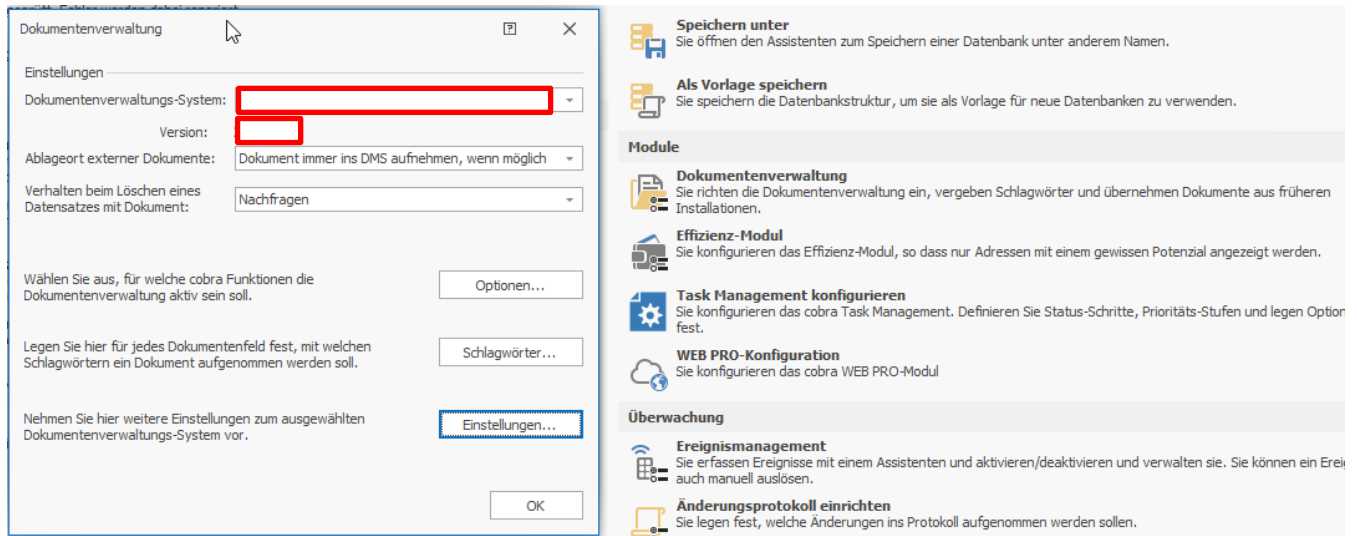 Dokumentenverwaltung
Einstellungen
Dokumentenverwaltungs-System:
Version:
Ablageort externer Dokumente: Dokument immer ins DMS aufnehmen, wenn möglich
Verhalten beim Löschen eines
Datensatzes mit Dokument: Nachfragen
Wählen Sie aus, für welche cobra Funktionen die
Dokumentenverwaltung aktiv sein soll.
Optionen...
Legen Sie hier für jedes Dokumentenfeld fest, mit welchen
Schlagwörtern ein Dokument aufgenommen werden soll.
Schlagwörter...
Nehmen Sie hier weitere Einstellungen zum ausgewählten
Dokumentenverwaltungs-System vor.
Einstellungen...
OK
Speichern unter
Sie öffnen den Assistenten zum Speichern einer Datenbank unter anderem Namen.
Als Vorlage speichern
Sie speichern die Datenbankstruktur, um sie als Vorlage für neue Datenbanken zu verwenden.
Module
Dokumentenverwaltung
Sie richten die Dokumentenverwaltung ein, vergeben Schlagwörter und übernehmen Dokumente aus früheren
Installationen.
Effizienz-Modul
Sie konfigurieren das Effizienz-Modul, so dass nur Adressen mit einem gewissen Potenzial angezeigt werden.
Task Management konfigurieren
Sie konfigurieren das cobra Task Management. Definieren Sie Status-Schritte, Prioritäts-Stufen und legen Option
fest.
WEB PRO-Konfiguration
Sie konfigurieren das cobra WEB PRO-Modul
Überwachung
Ereignismanagement
Sie erfassen Ereignisse mit einem Assistenten und aktivieren/deaktivieren und verwalten sie. Sie können ein Erei
auch manuell auslösen.
Änderungsprotokoll einrichten
Sie legen fest, welche Änderungen ins Protokoll aufgenommen werden sollen.